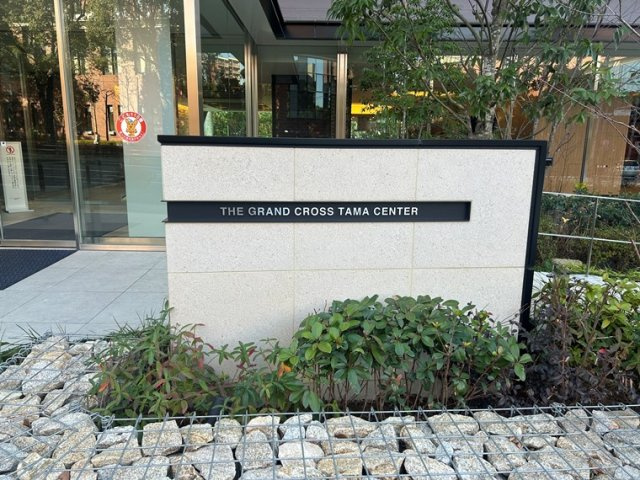 THE GRAND CROSS TAMA CENTER